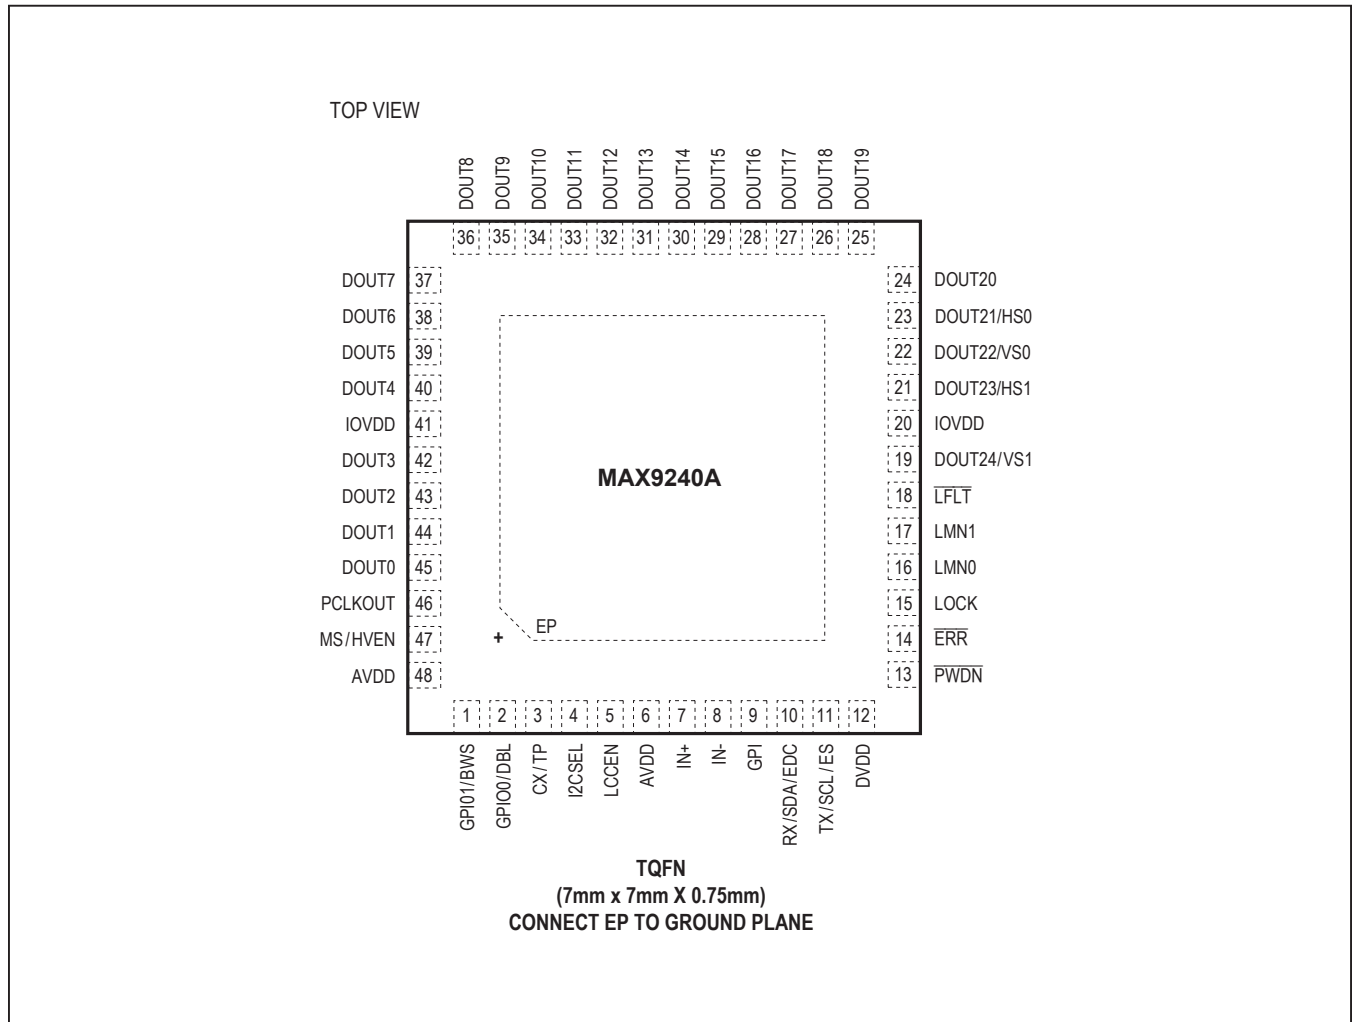 TOP VIEW
DOUT8
DOUT9
DOUT10
DOUT11
DOUT12
DOUT13
DOUT14
DOUT15
DOUT16
DOUT17
DOUT18
DOUT19
36 35 34 33 32 31 30 29 28 27 26 25
DOUT7 37
DOUT6 38
DOUT5 39
DOUT4 40
IOVDD 41
DOUT3 42
DOUT2 43
DOUT1 44
DOUT0 45
PCLKOUT 46
MS/HVEN 47
AVDD 48
MAX9240A
+ EP
24 DOUT20
23 DOUT21/HS0
22 DOUT22/VS0
21 DOUT23/HS1
20 IOVDD
19 DOUT24/VS1
18 L̅F̅L̅T̅
17 LMN1
16 LMN0
15 LOCK
14 E̅R̅R̅
13 P̅W̅D̅N̅
1 2 3 4 5 6 7 8 9 10 11 12
GPI01/BWS
GPIO0/DBL
CX/TP
I2CSEL
LCCEN
AVDD
IN+
IN-
GPI
RX/SDA/EDC
TX/SCL/ES
DVDD
TQFN
(7mm x 7mm X 0.75mm)
CONNECT EP TO GROUND PLANE